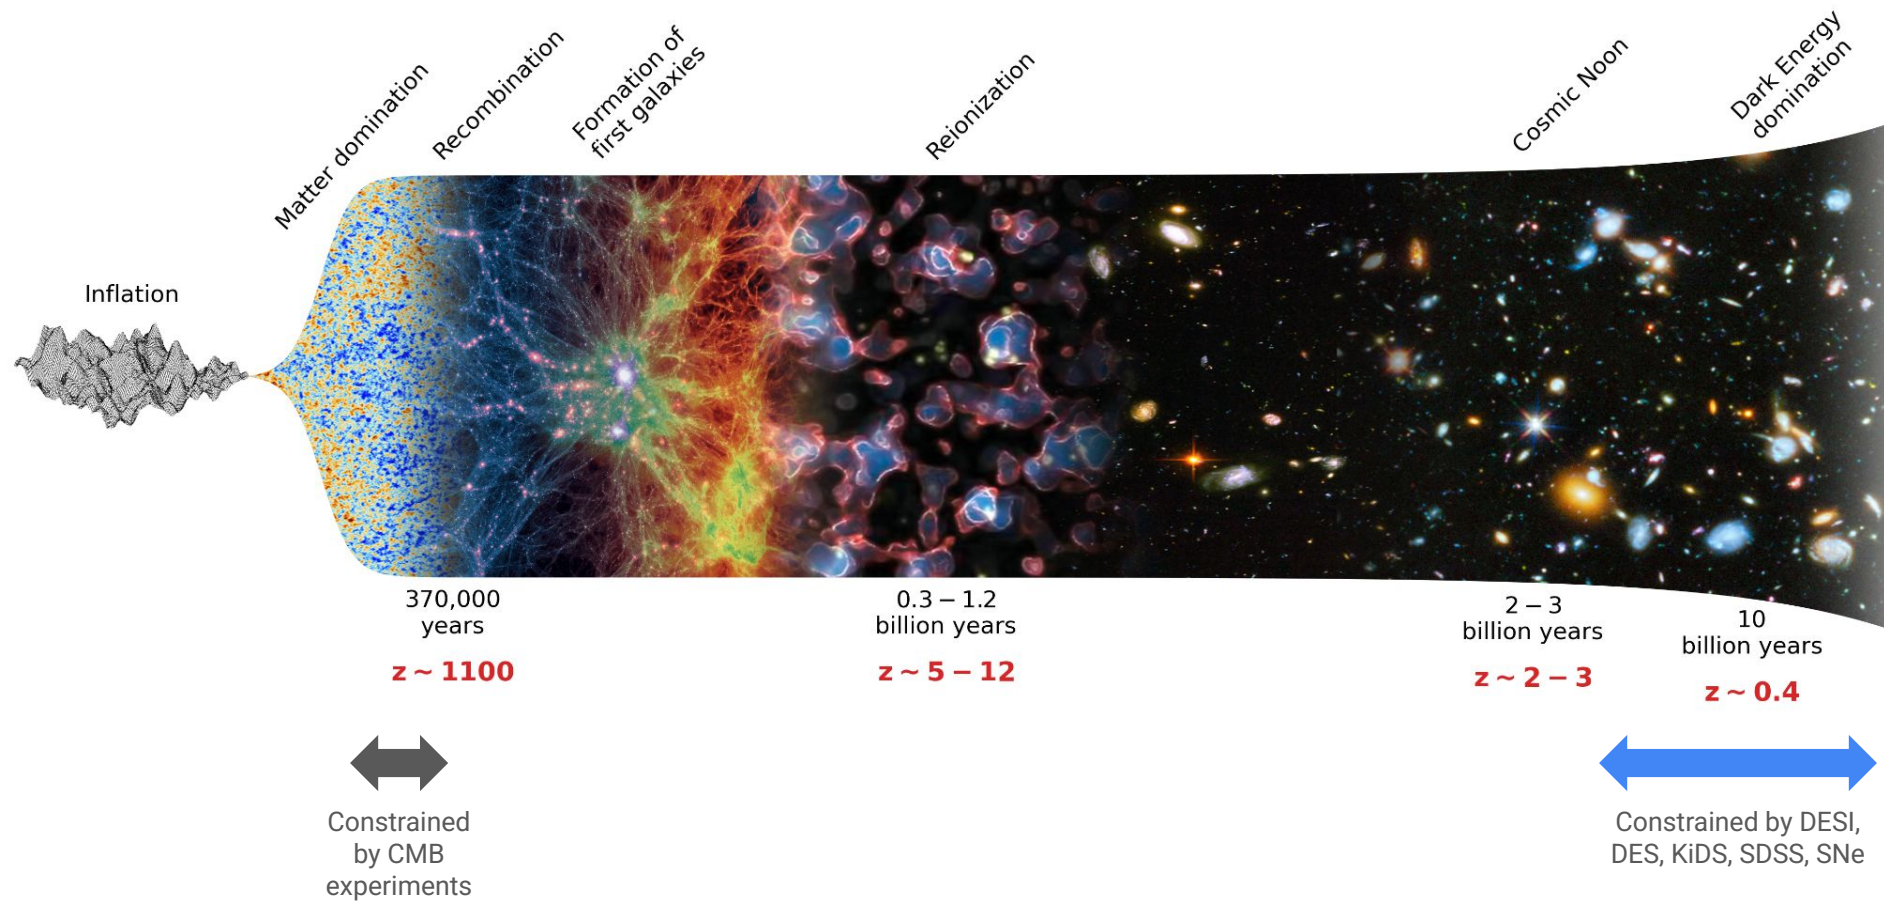 Inflation
Matter domination
Recombination
Formation of
first galaxies
Reionization
Cosmic Noon
Dark Energy
domination
370,000
years
z ~ 1100
0.3 – 1.2
billion years
z ~ 5 – 12
2 – 3
billion years
z ~ 2 – 3
10
billion years
z ~ 0.4
Constrained
by CMB
experiments
Constrained by DESI,
DES, KiDS, SDSS, SNe